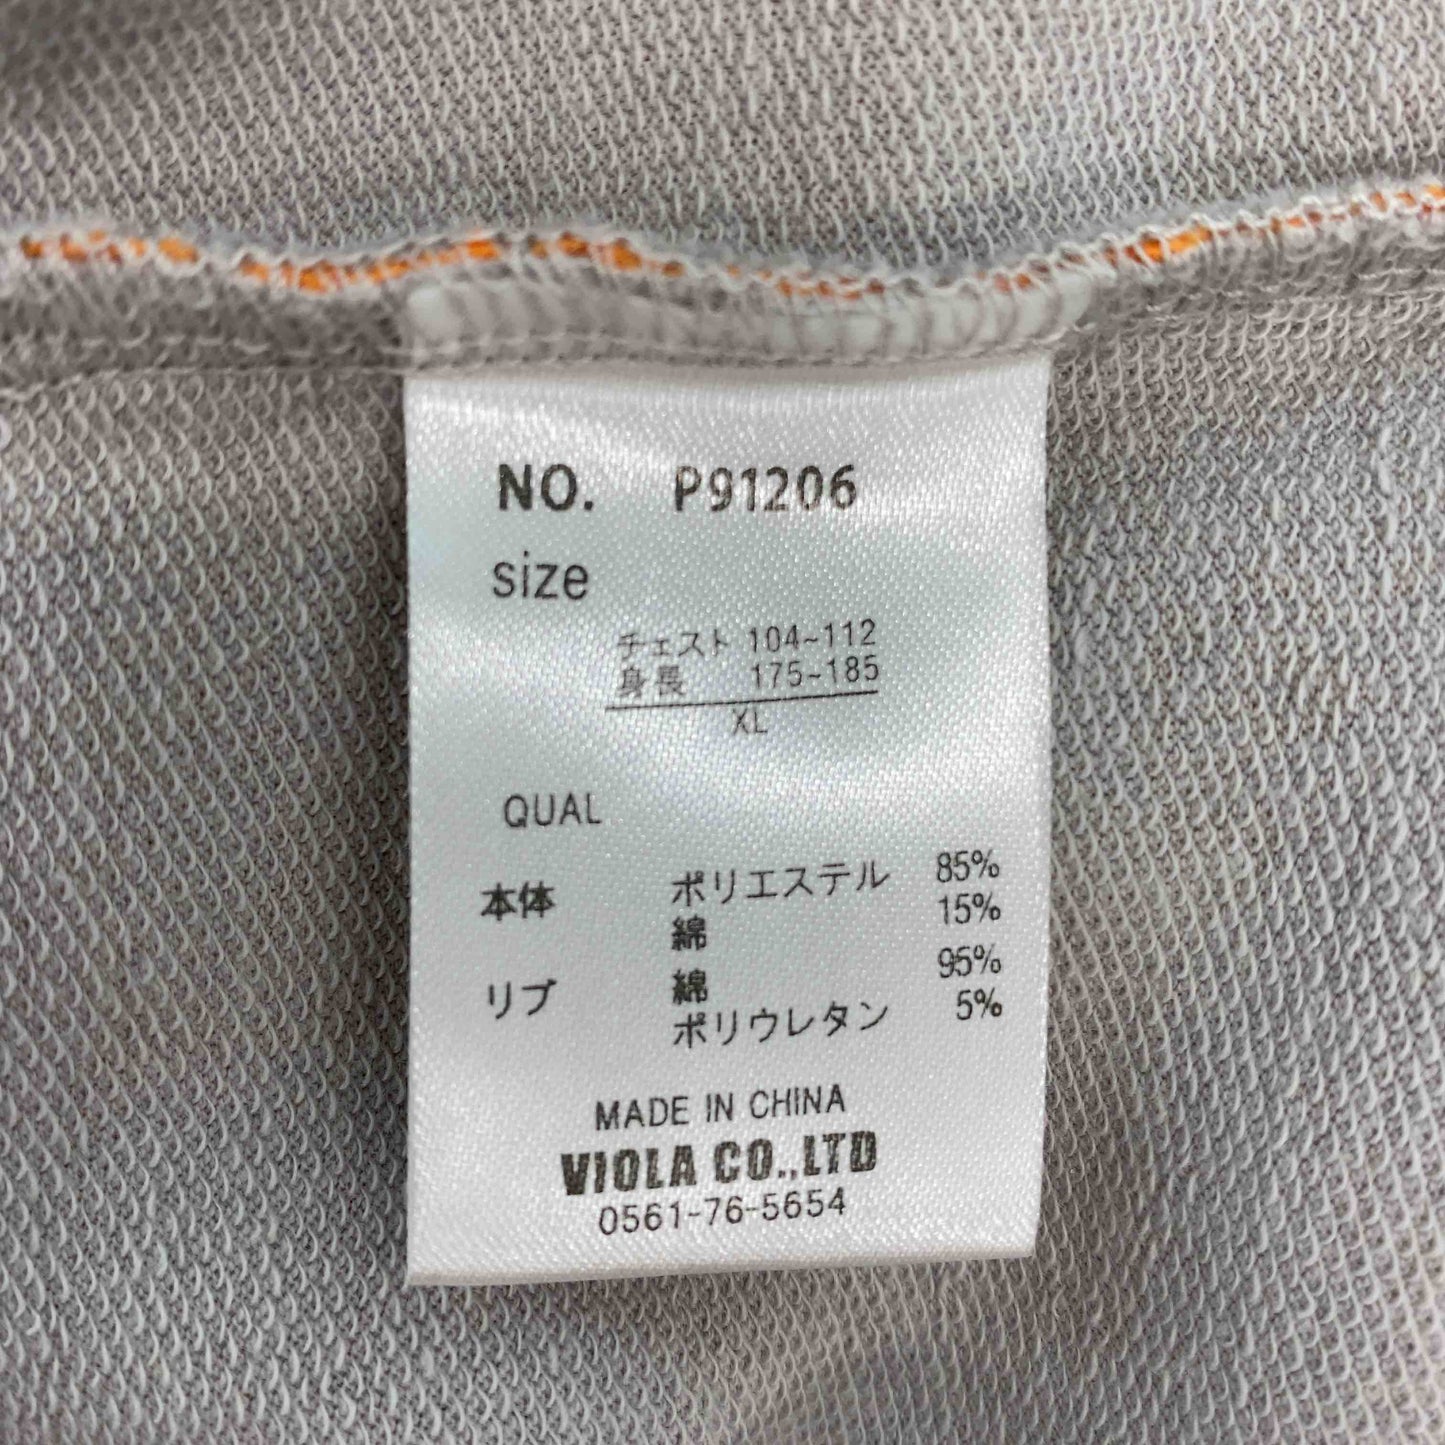 NO. P91206
size
チェスト 104~112
身長 175~185
XL
QUAL
本体 ポリエステル 85%
綿 15%
リブ 綿 95%
ポリウレタン 5%
MADE IN CHINA
VIOLA CO.,LTD
0561-76-5654